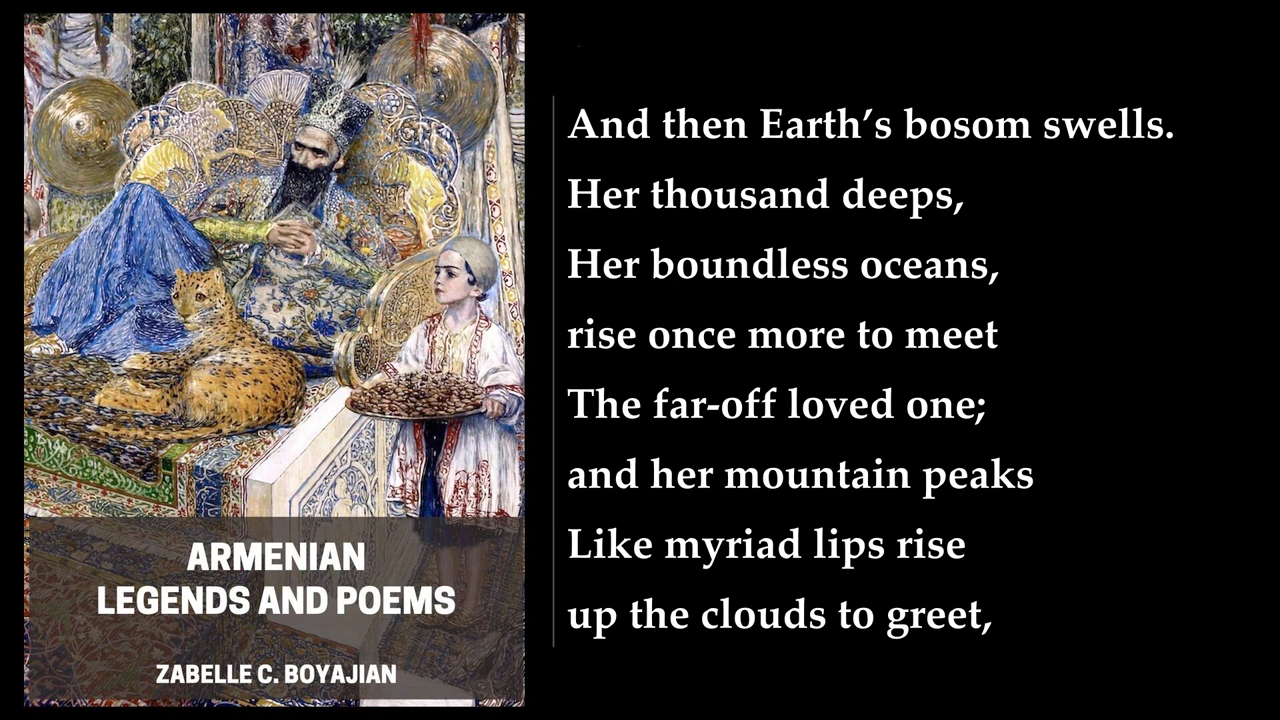 ARMENIAN
LEGENDS AND POEMS
ZABELLE C. BOYAJIAN
And then Earth’s bosom swells.
Her thousand deeps,
Her boundless oceans,
rise once more to meet
The far-off loved one;
and her mountain peaks
Like myriad lips rise
up the clouds to greet,